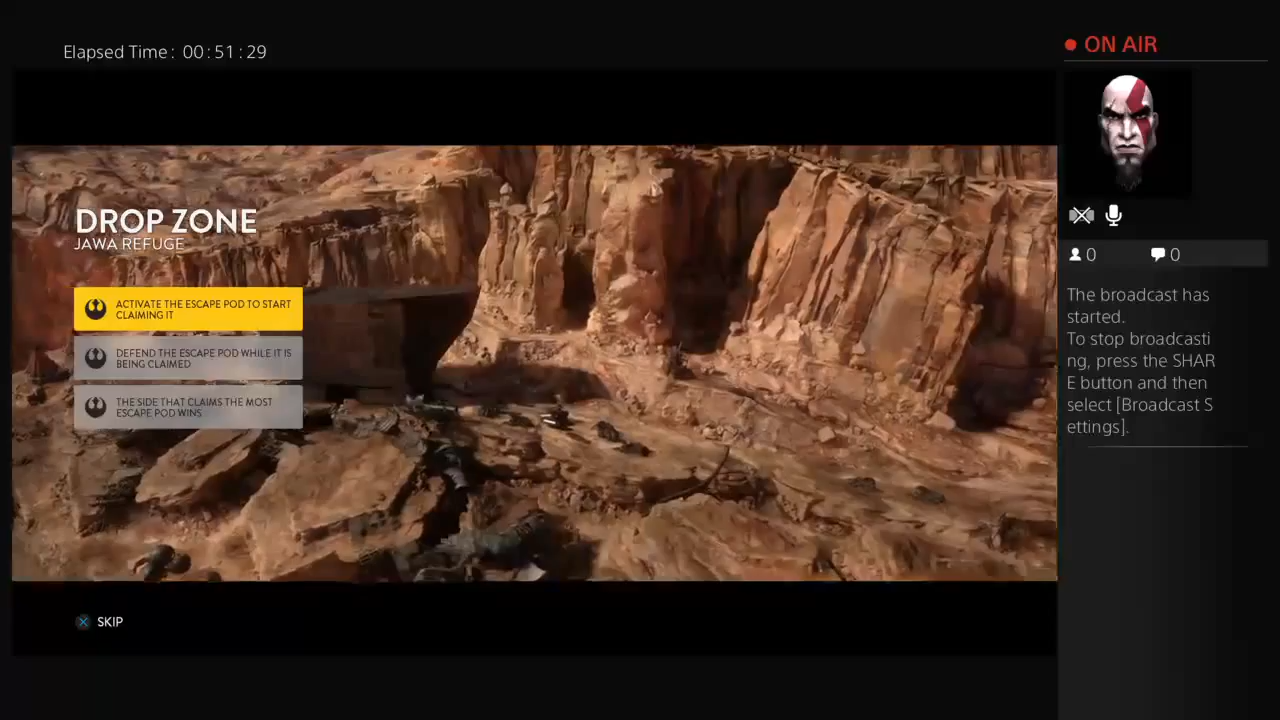 Elapsed Time: 00:51:29
ON AIR
DROP ZONE
JAWA REFUGE
ACTIVATE THE ESCAPE POD TO START
CLAIMING IT
DEFEND THE ESCAPE POD WHILE IT IS
BEING CLAIMED
THE SIDE THAT CLAIMS THE MOST
ESCAPE POD WINS
SKIP
0
0
The broadcast has
started.
To stop broadcasti
ng, press the SHAR
E button and then
select [Broadcast S
ettings].